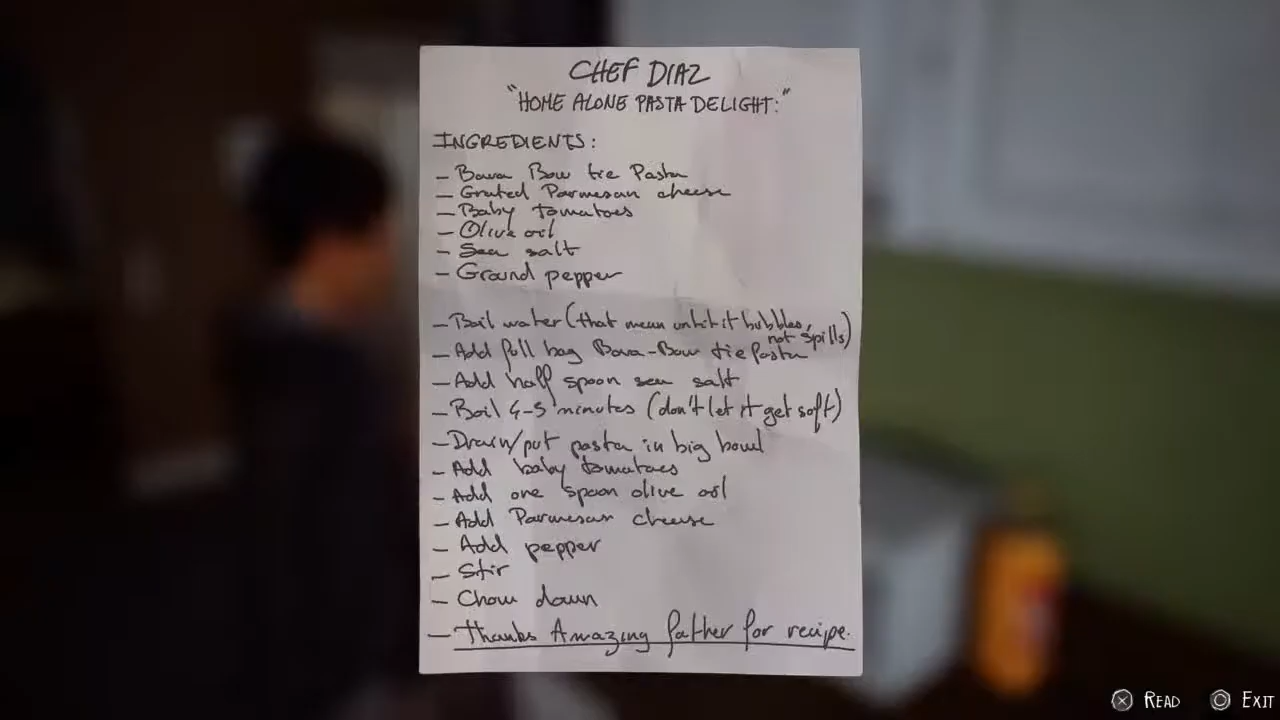 CHEF DIAZ
"HOME ALONE PASTA DELIGHT:"
INGREDIENTS:
- Bava Bow tie Pasta
- Grated Parmesan cheese
- Baby tomatoes
- Olive oil
- Sea salt
- Ground pepper
- Boil water (that mean until it bubbles, not spills)
- Add full bag Bava-Bow tie Pasta
- Add half spoon sea salt
- Boil 4-5 minutes (don't let it get soft)
- Drain/put pasta in big bowl
- Add baby tomatoes
- Add one spoon olive oil
- Add Parmesan cheese
- Add pepper
- Stir
- Chow down
- Thanks Amazing father for recipe.
READ
EXIT